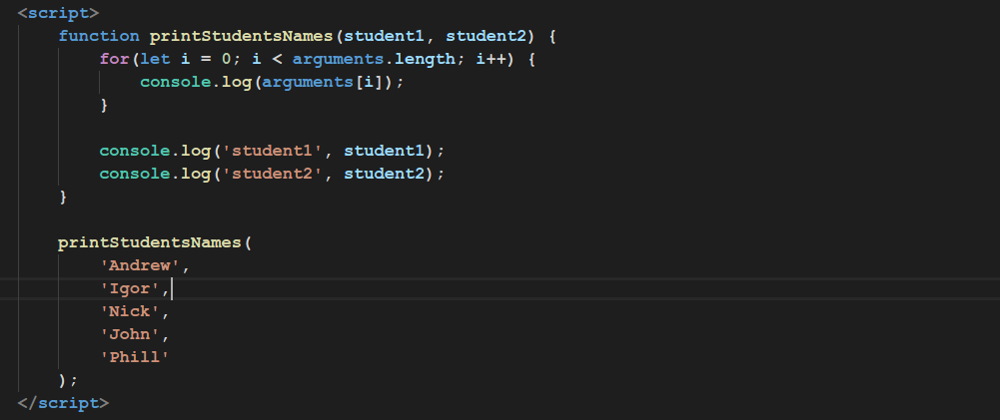 <script>
function printStudentsNames(student1, student2) {
for(let i = 0; i < arguments.length; i++) {
console.log(arguments[i]);
}
console.log('student1', student1);
console.log('student2', student2);
}
printStudentsNames(
'Andrew',
'Igor',
'Nick',
'John',
'Phill'
);
</script>